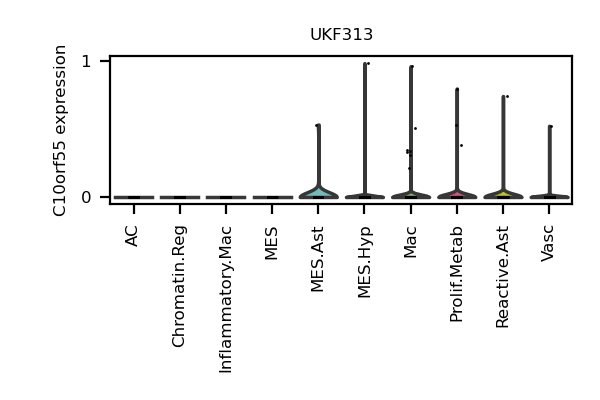 UKF313
C10orf55 expression
1
0
AC
Chromatin.Reg
Inflammatory.Mac
MES
MES.Ast
MES.Hyp
Mac
Prolif.Metab
Reactive.Ast
Vasc